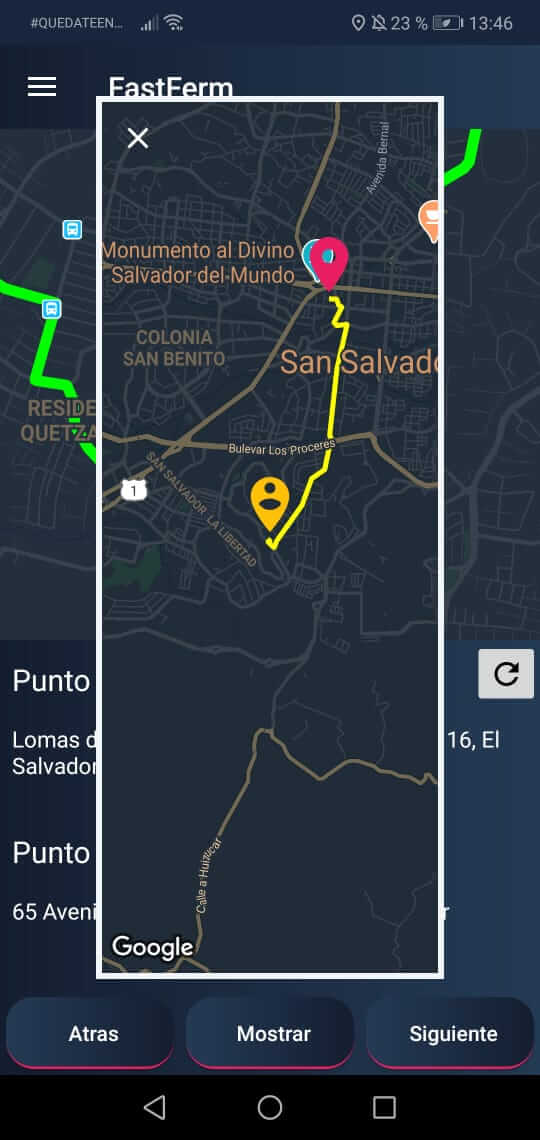 #QUEDATEEN...
23 %
13:46
EastFerm
Avenida Bernal
Monumento al Divino
Salvador del Mundo
COLONIA
SAN BENITO
San Salvado
RESIDE
QUETZA
Bulevar Los Proceres
1
SAN SALVADOR - LA LIBERTAD
Punto
Lomas d
16, El
Salvador
Punto
65 Aveni
r
Calle a Huizúcar
Google
Atras
Mostrar
Siguiente